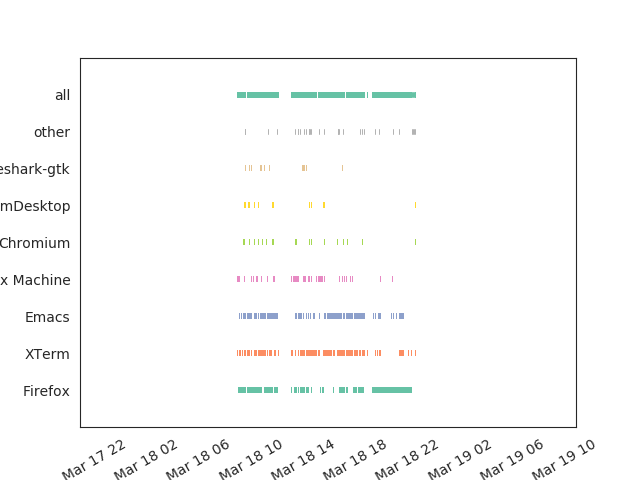 all
other
eshark-gtk
mDesktop
Chromium
x Machine
Emacs
XTerm
Firefox
Mar 17 22
Mar 18 02
Mar 18 06
Mar 18 10
Mar 18 14
Mar 18 18
Mar 18 22
Mar 19 02
Mar 19 06
Mar 19 10